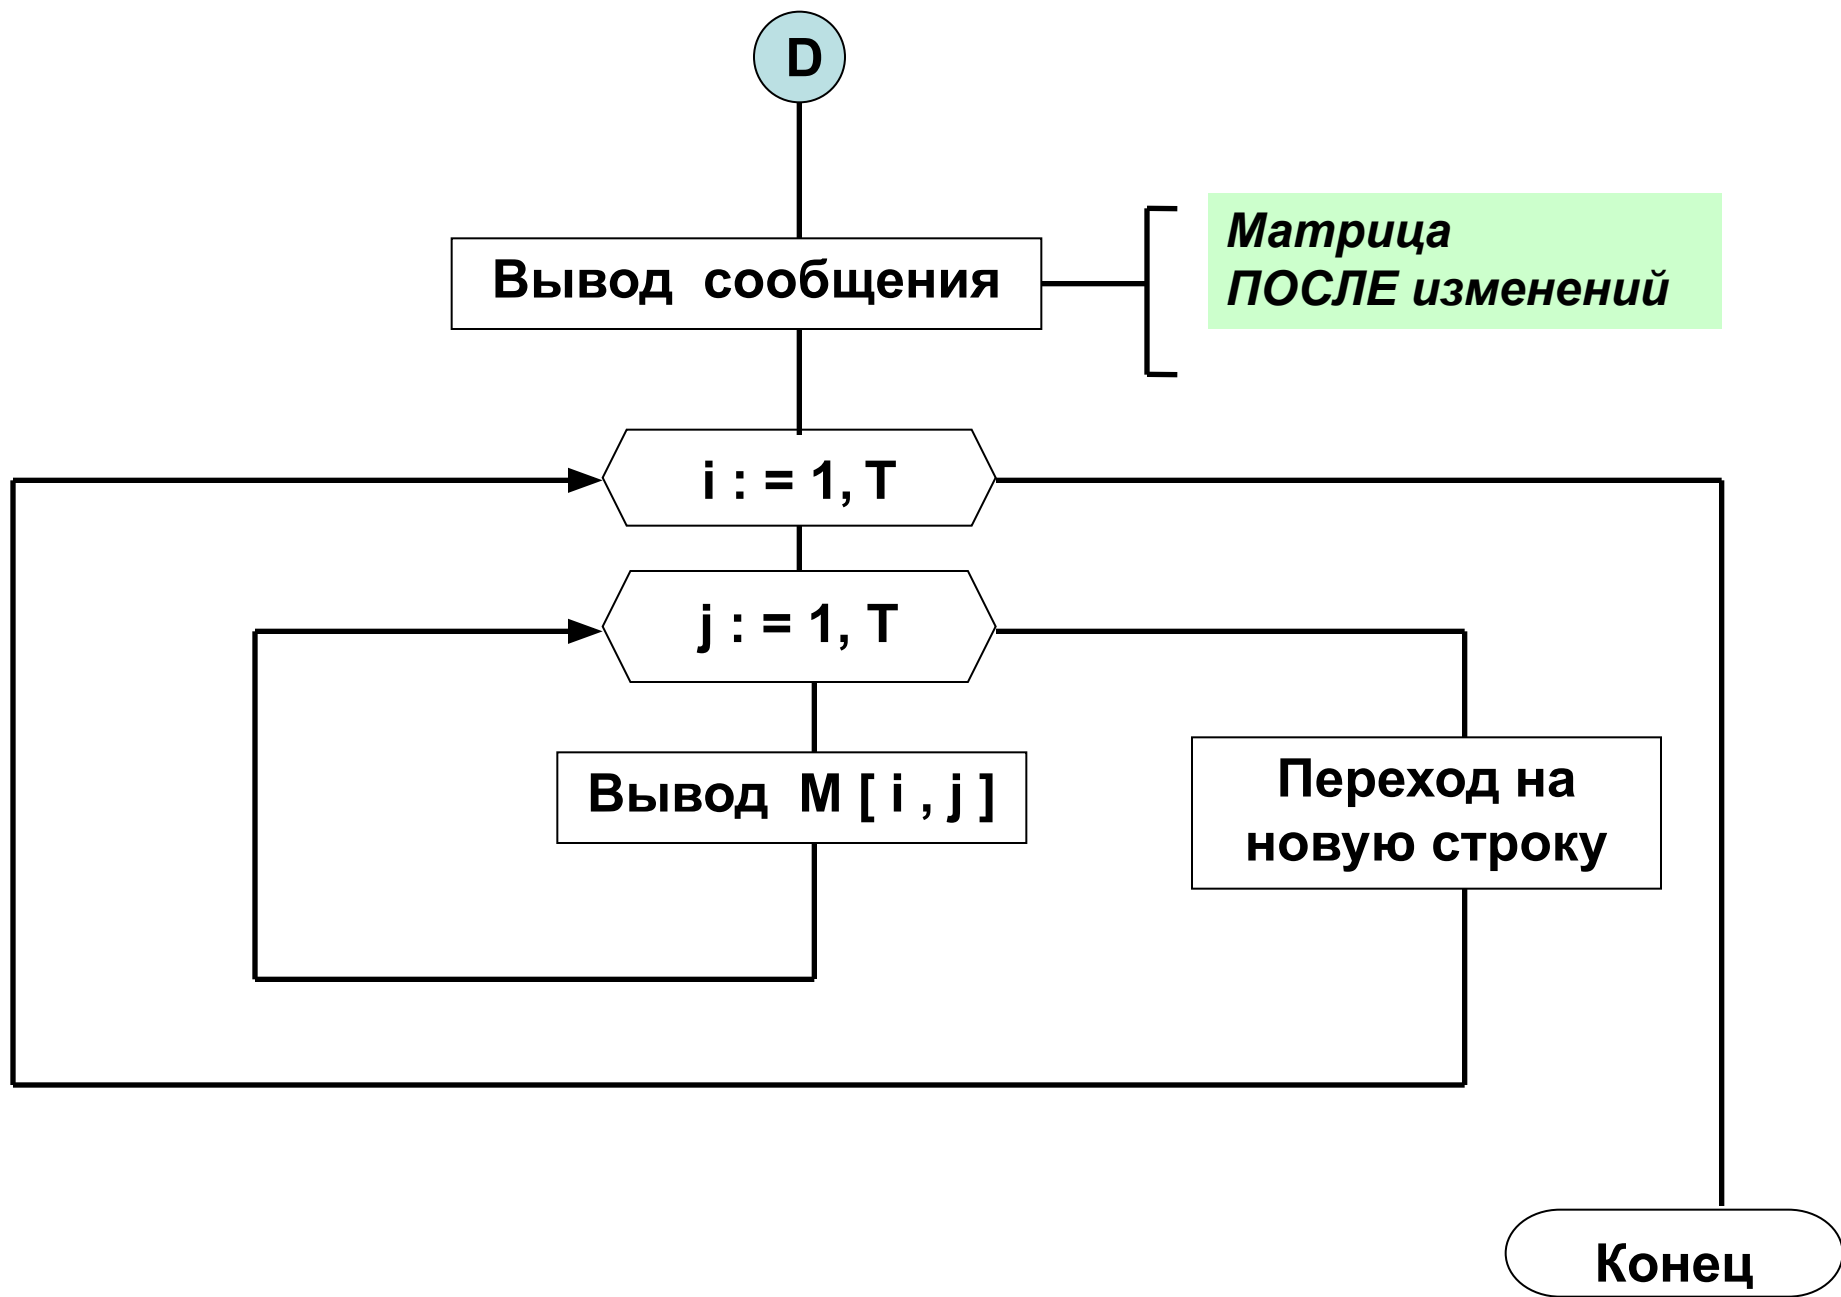 D
Вывод сообщения
Матрица
ПОСЛЕ изменений
i : = 1, T
j : = 1, T
Вывод M [ i , j ]
Переход на
новую строку
Конец